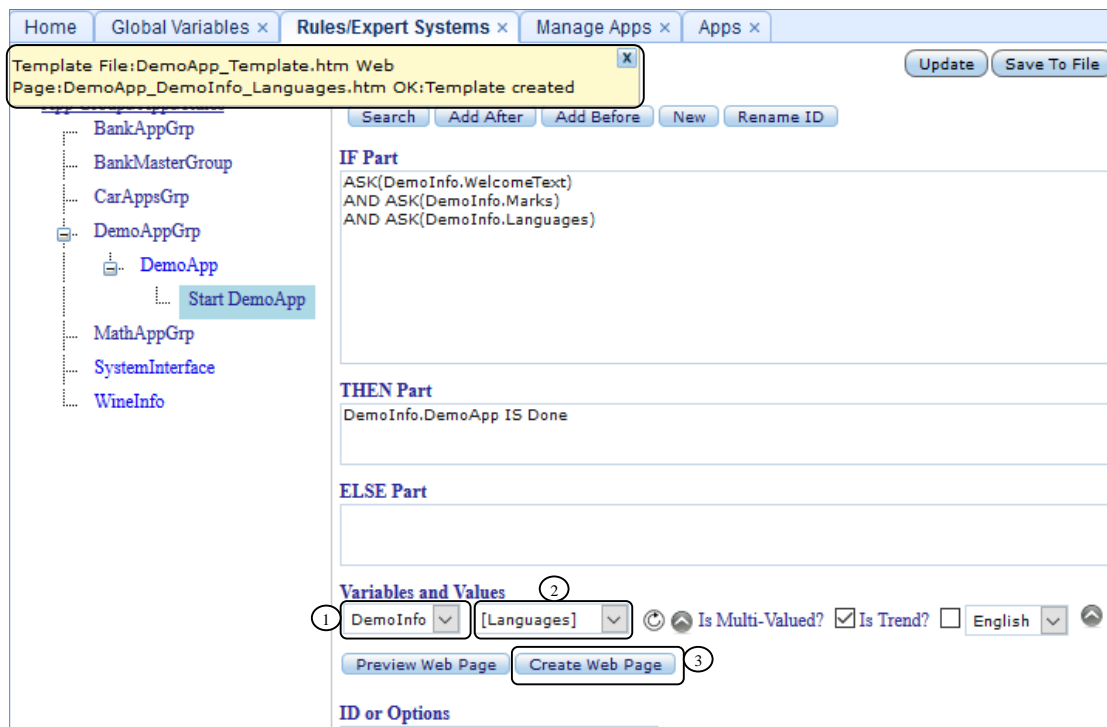 Home Global Variables × Rules/Expert Systems × Manage Apps × Apps ×
Template File:DemoApp_Template.htm Web X
Page:DemoApp_DemoInfo_Languages.htm OK:Template created
Update Save To File
Search Add After Add Before New Rename ID
BankAppGrp
BankMasterGroup
CarAppsGrp
DemoAppGrp
DemoApp
Start DemoApp
MathAppGrp
SystemInterface
WineInfo
IF Part
ASK(DemoInfo.WelcomeText)
AND ASK(DemoInfo.Marks)
AND ASK(DemoInfo.Languages)
THEN Part
DemoInfo.DemoApp IS Done
ELSE Part
Variables and Values 2
1 DemoInfo [Languages] Is Multi-Valued? Is Trend? English
Preview Web Page Create Web Page 3
ID or Options